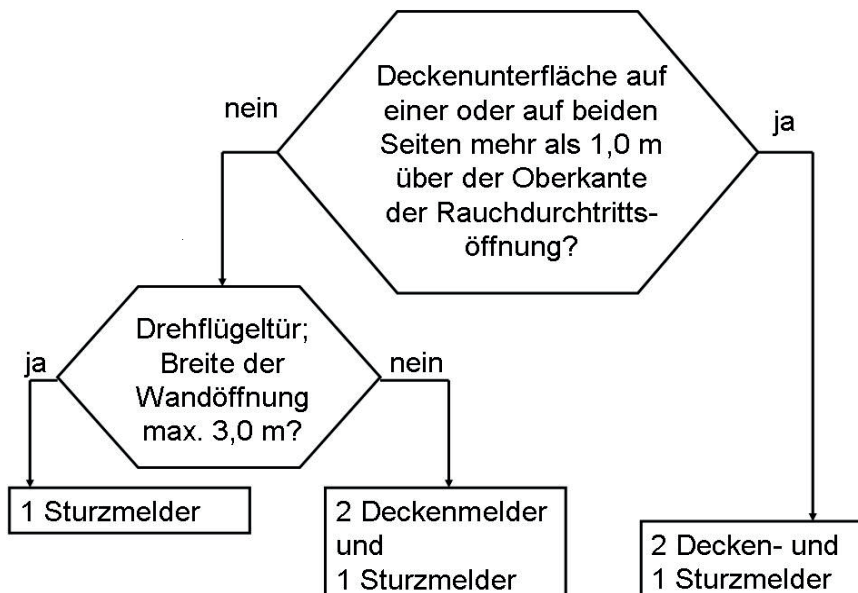 Deckenunterfläche auf
einer oder auf beiden
Seiten mehr als 1,0 m
über der Oberkante
der Rauchdurchtritts-
öffnung?
nein
ja
Drehflügeltür;
Breite der
Wandöffnung
max. 3,0 m?
ja
nein
1 Sturzmelder
2 Deckenmelder
und
1 Sturzmelder
2 Decken- und
1 Sturzmelder